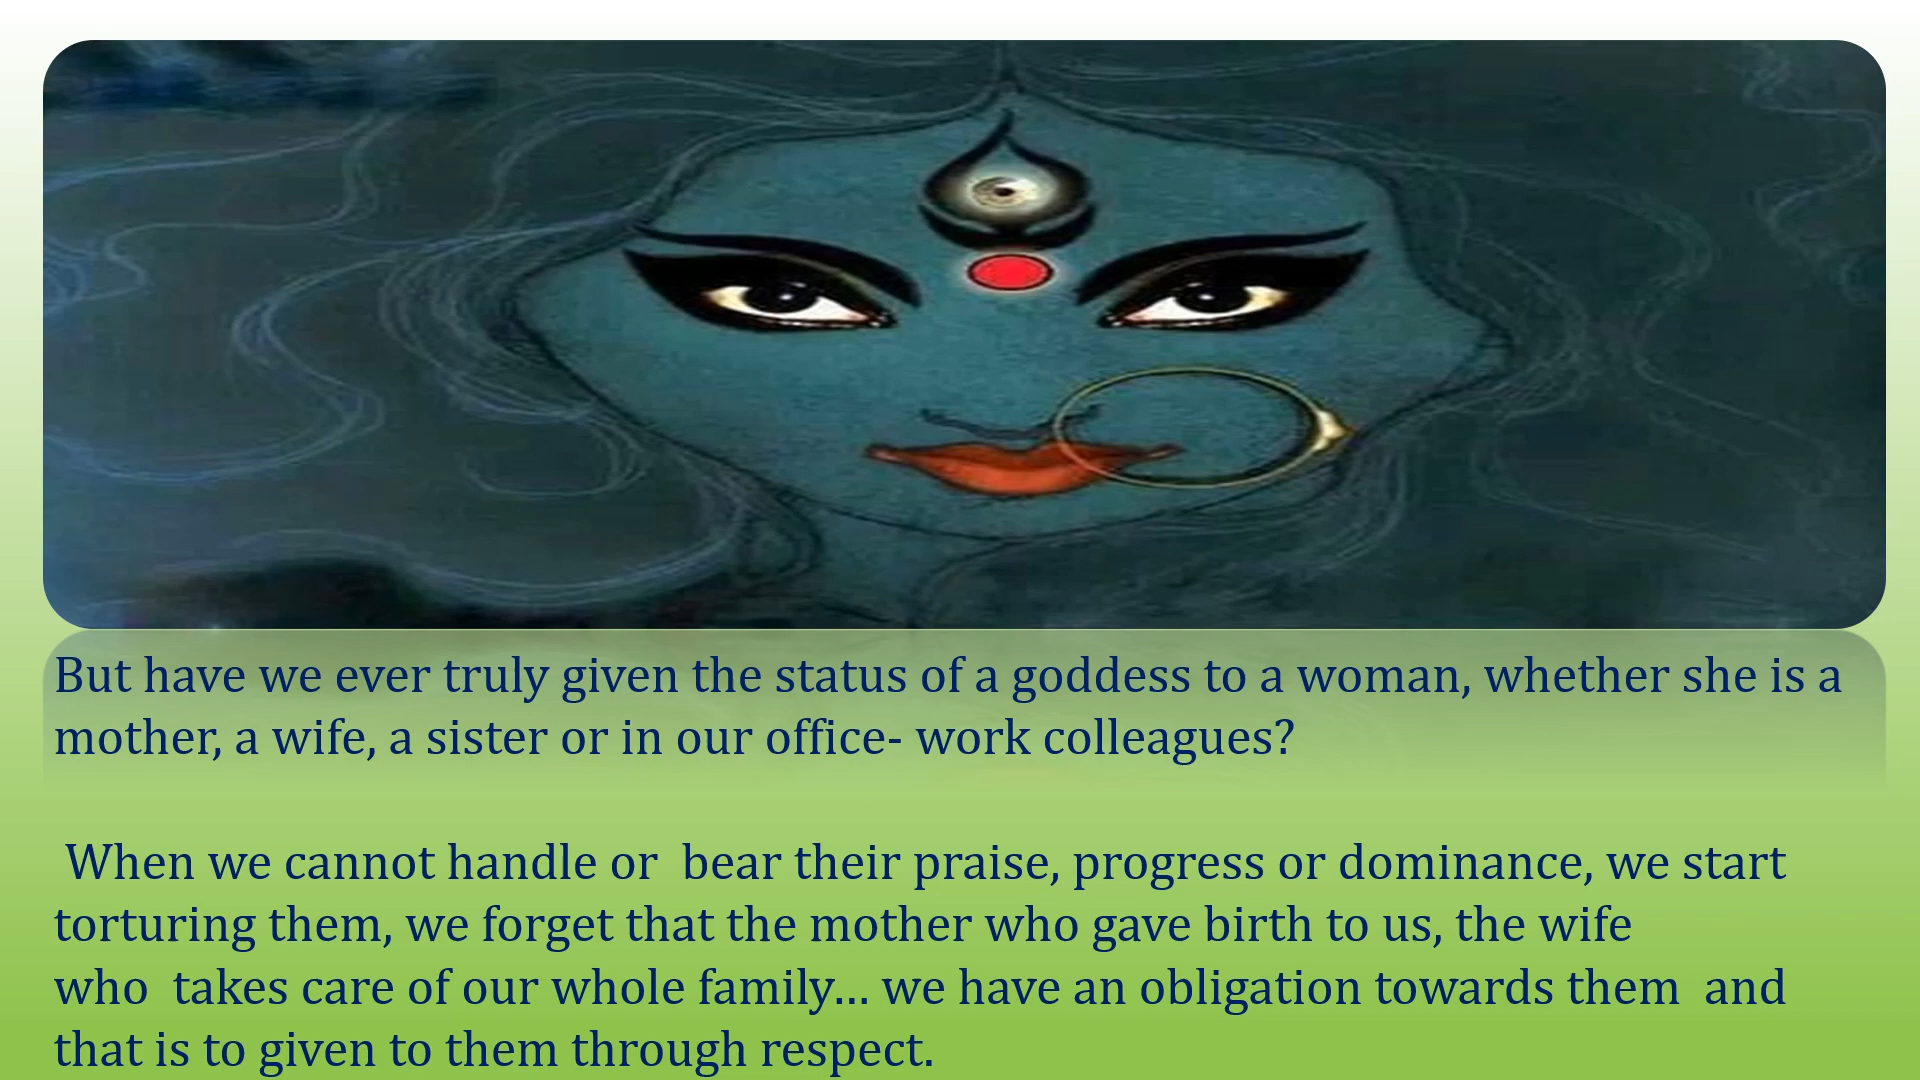 But have we ever truly given the status of a goddess to a woman, whether she is a
mother, a wife, a sister or in our office- work colleagues?
When we cannot handle or  bear their praise, progress or dominance, we start
torturing them, we forget that the mother who gave birth to us, the wife
who  takes care of our whole family... we have an obligation towards them  and
that is to given to them through respect.